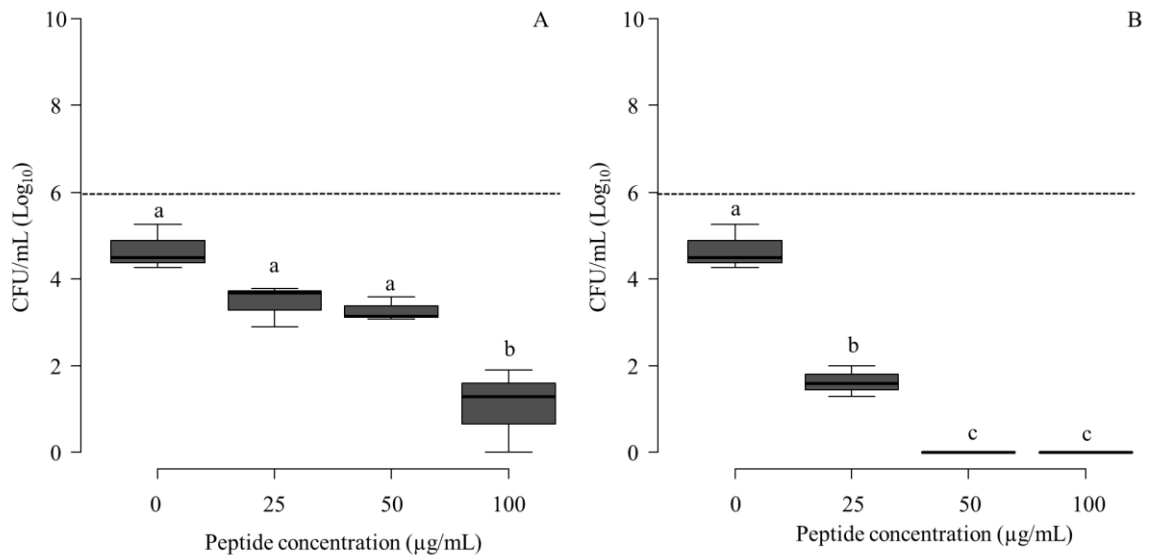 A
10
8
6
4
2
0
CFU/mL (Log₁₀)
a
a
a
b
0 25 50 100
Peptide concentration (µg/mL)
B
10
8
6
4
2
0
CFU/mL (Log₁₀)
a
b
c c
0 25 50 100
Peptide concentration (µg/mL)